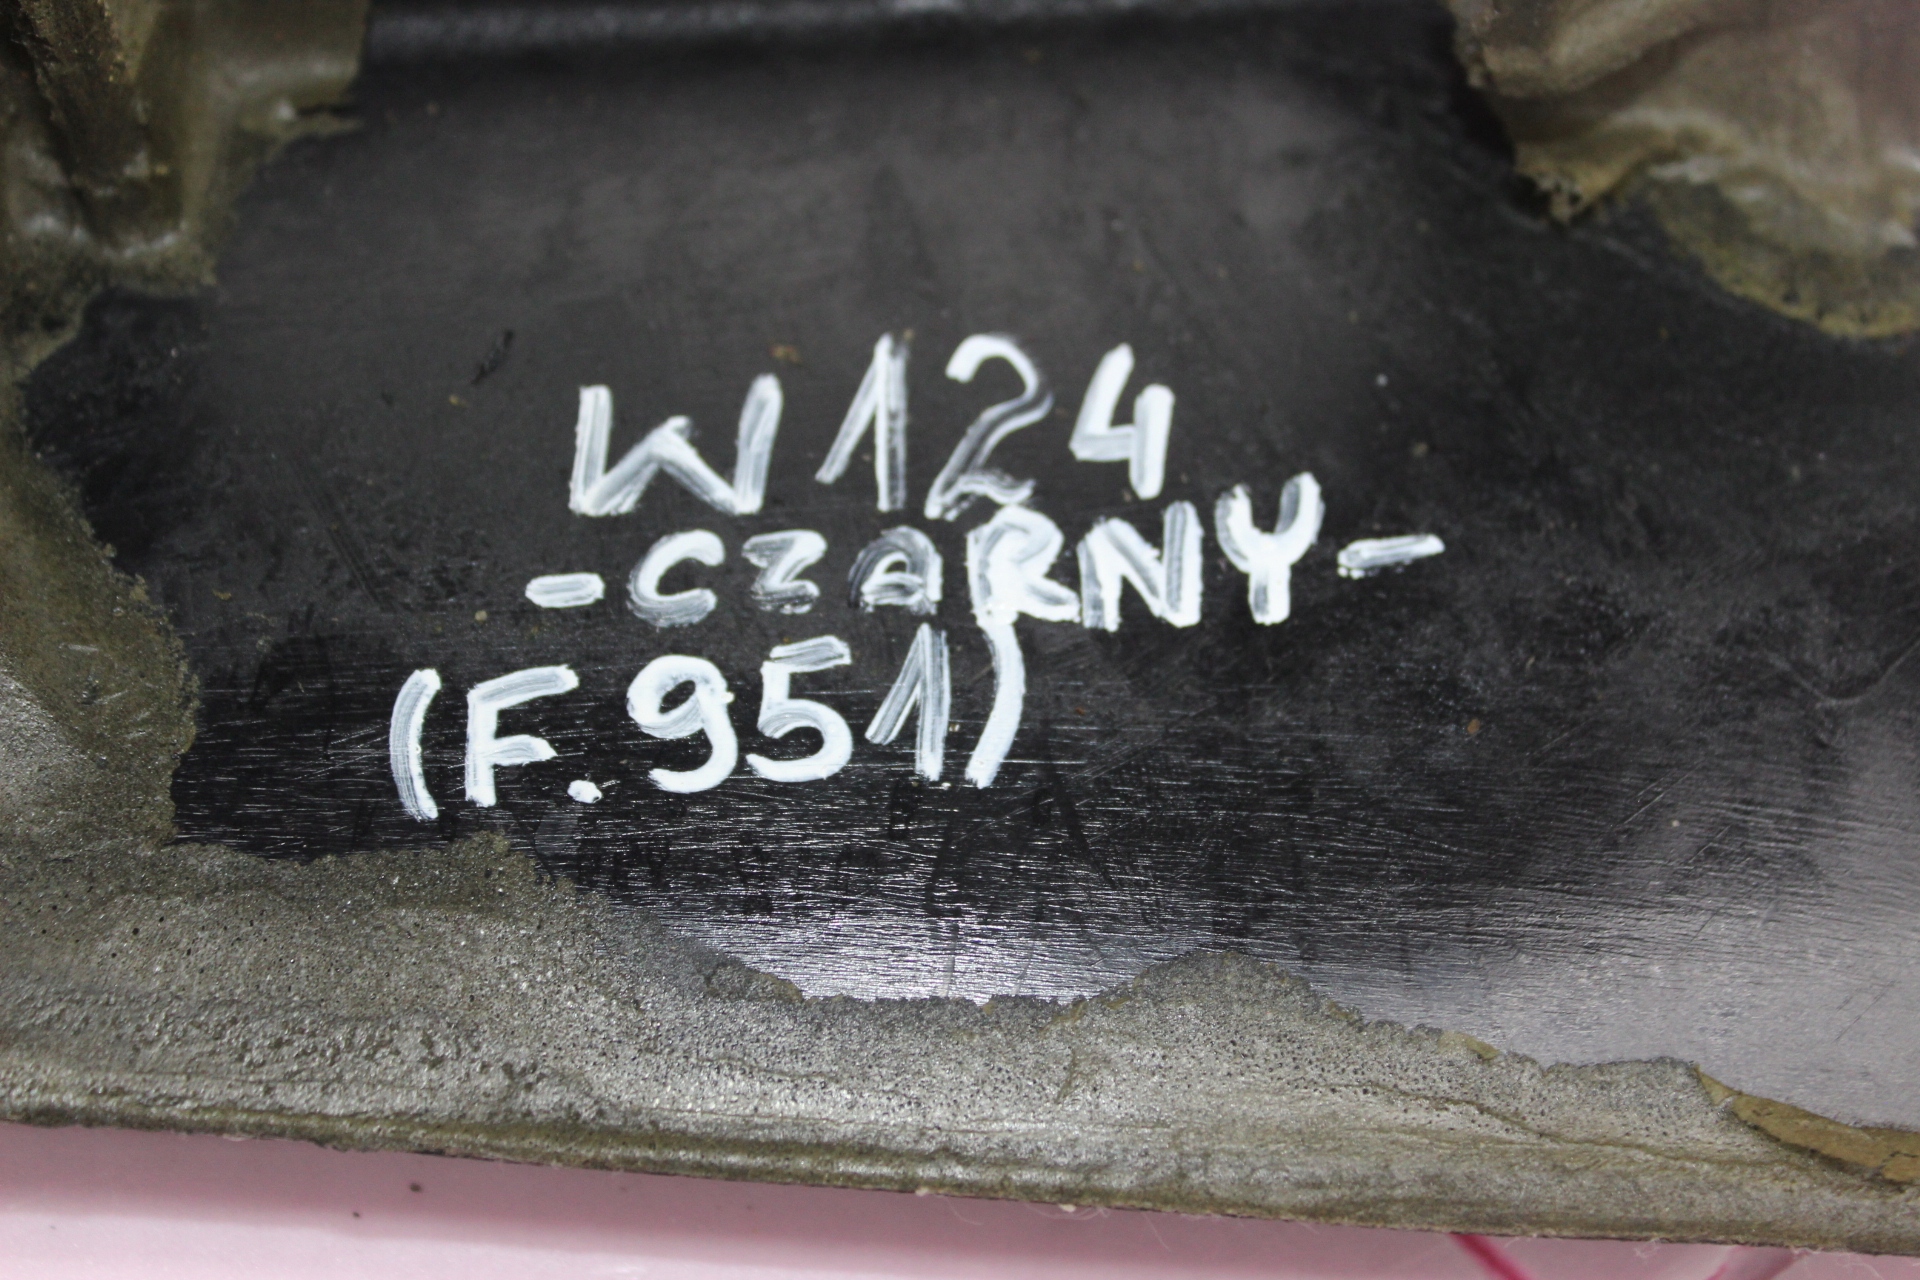 W124
-CZARNY-
(F.951)